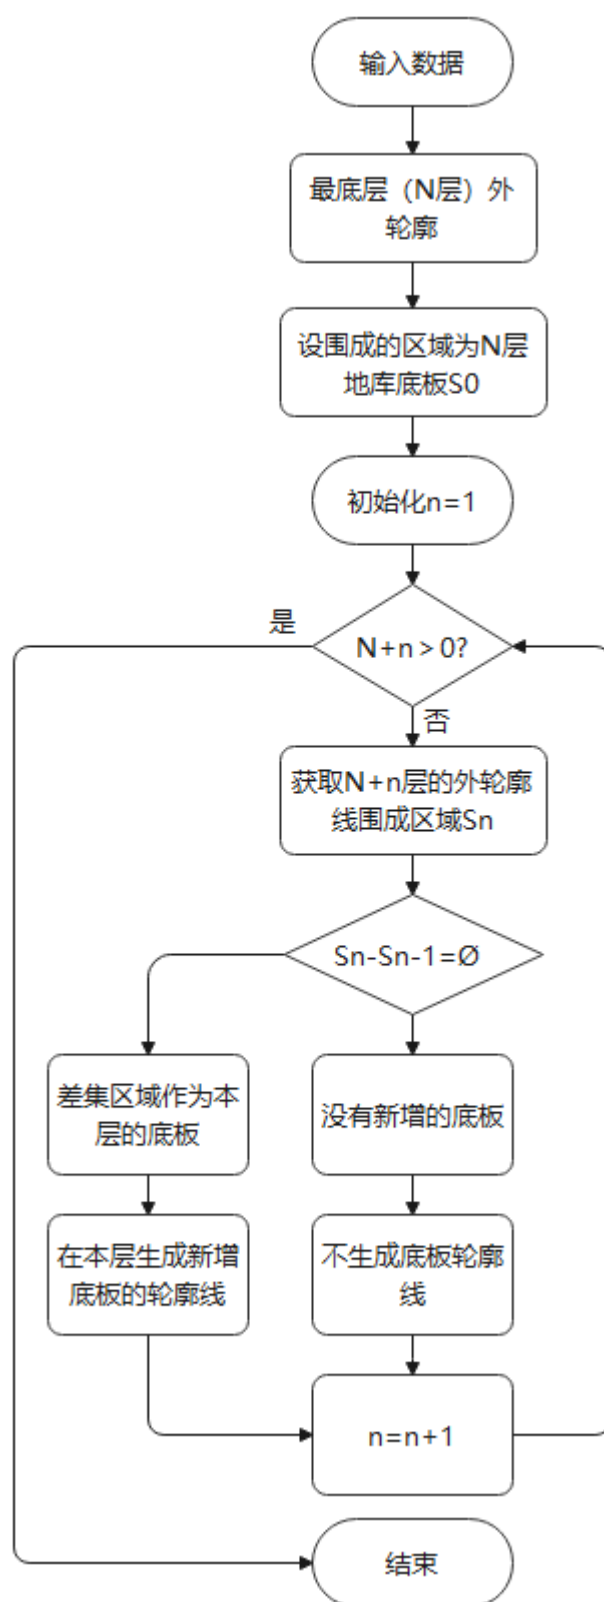 输入数据
最底层（N层）外
轮廓
设围成的区域为N层
地库底板S0
初始化n=1
是
N+n＞0?
否
获取N+n层的外轮廓
线围成区域Sn
Sn-Sn-1=Ø
差集区域作为本
层的底板
没有新增的底板
在本层生成新增
底板的轮廓线
不生成底板轮廓
线
n=n+1
结束